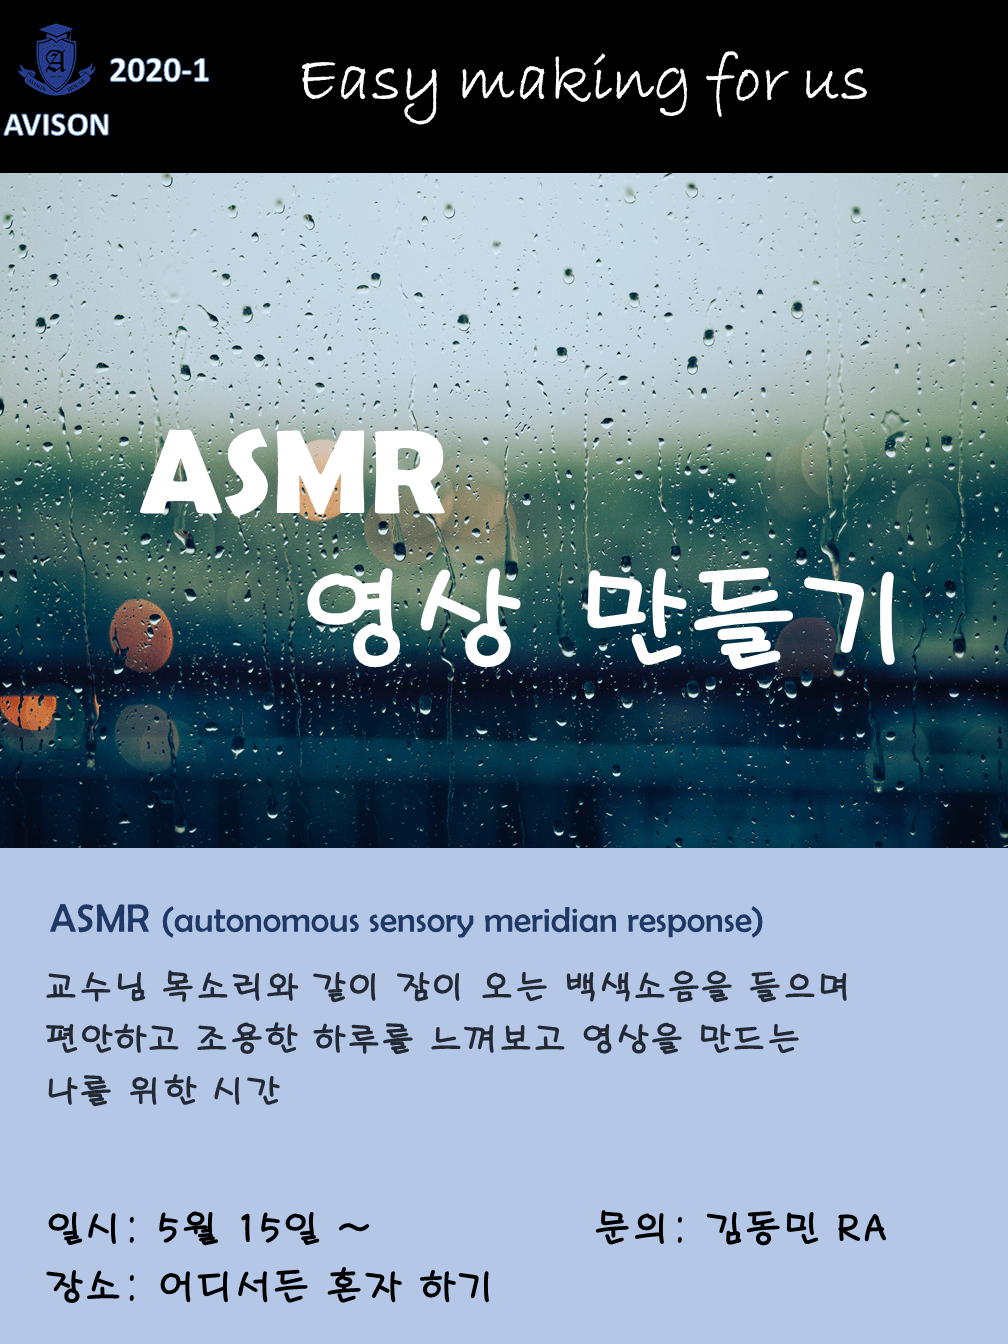 2020-1
AVISON
Easy making for us
ASMR
영상 만들기
ASMR (autonomous sensory meridian response)
교수님 목소리와 같이 잠이 오는 백색소음을 들으며
편안하고 조용한 하루를 느껴보고 영상을 만드는
나를 위한 시간
일시: 5월 15일 ~
문의: 김동민 RA
장소: 어디서든 혼자 하기